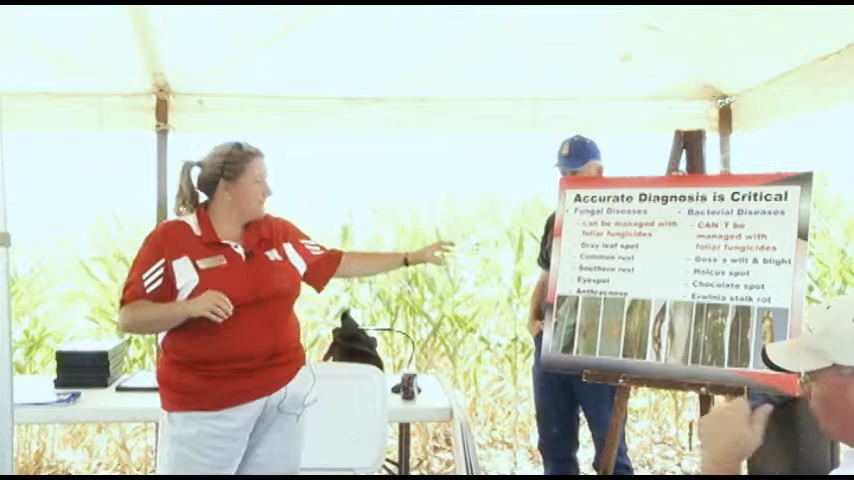 Accurate Diagnosis is Critical
• Fungal Diseases
- can be managed with
foliar fungicides
- Gray leaf spot
- Common rust
- Southern rust
- Eyespot
- Anthracnose
• Bacterial Diseases
- CAN T be
managed with
foliar fungicides
- Goss s wilt & blight
- Holcus spot
- Chocolate spot
- Erwinia stalk rot